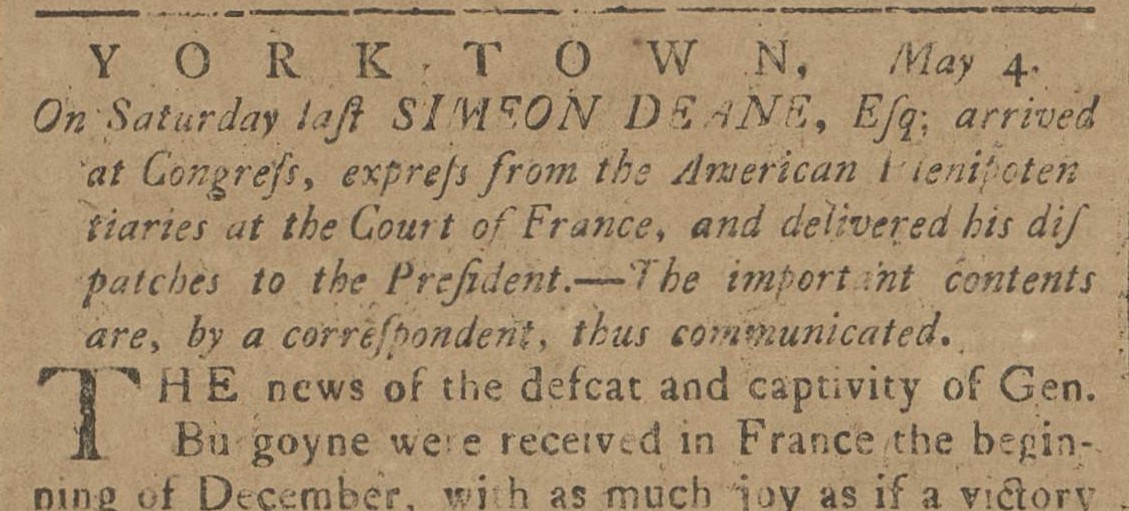 YORK TOWN, May 4.
On Saturday laſt SIMEON DEANE, Eſq; arrived
at Congreſs, expreſs from the American Plenipoten
tiaries at the Court of France, and delivered his diſ
patches to the Preſident.—The important contents
are, by a correſpondent, thus communicated.
THE news of the defeat and captivity of Gen.
Burgoyne were received in France the begin-
ning of December, with as much joy as if a victory